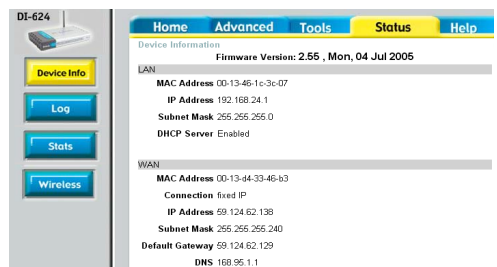 DI-624
Home Advanced Tools Status Help
Device Information
Firmware Version: 2.55 , Mon, 04 Jul 2005
Device Info
Log
Stats
Wireless
LAN
MAC Address 00-13-46-1c-3c-07
IP Address 192.168.24.1
Subnet Mask 255.255.255.0
DHCP Server Enabled
WAN
MAC Address 00-13-d4-33-46-b3
Connection fixed IP
IP Address 59.124.62.138
Subnet Mask 255.255.255.240
Default Gateway 59.124.62.129
DNS 168.95.1.1